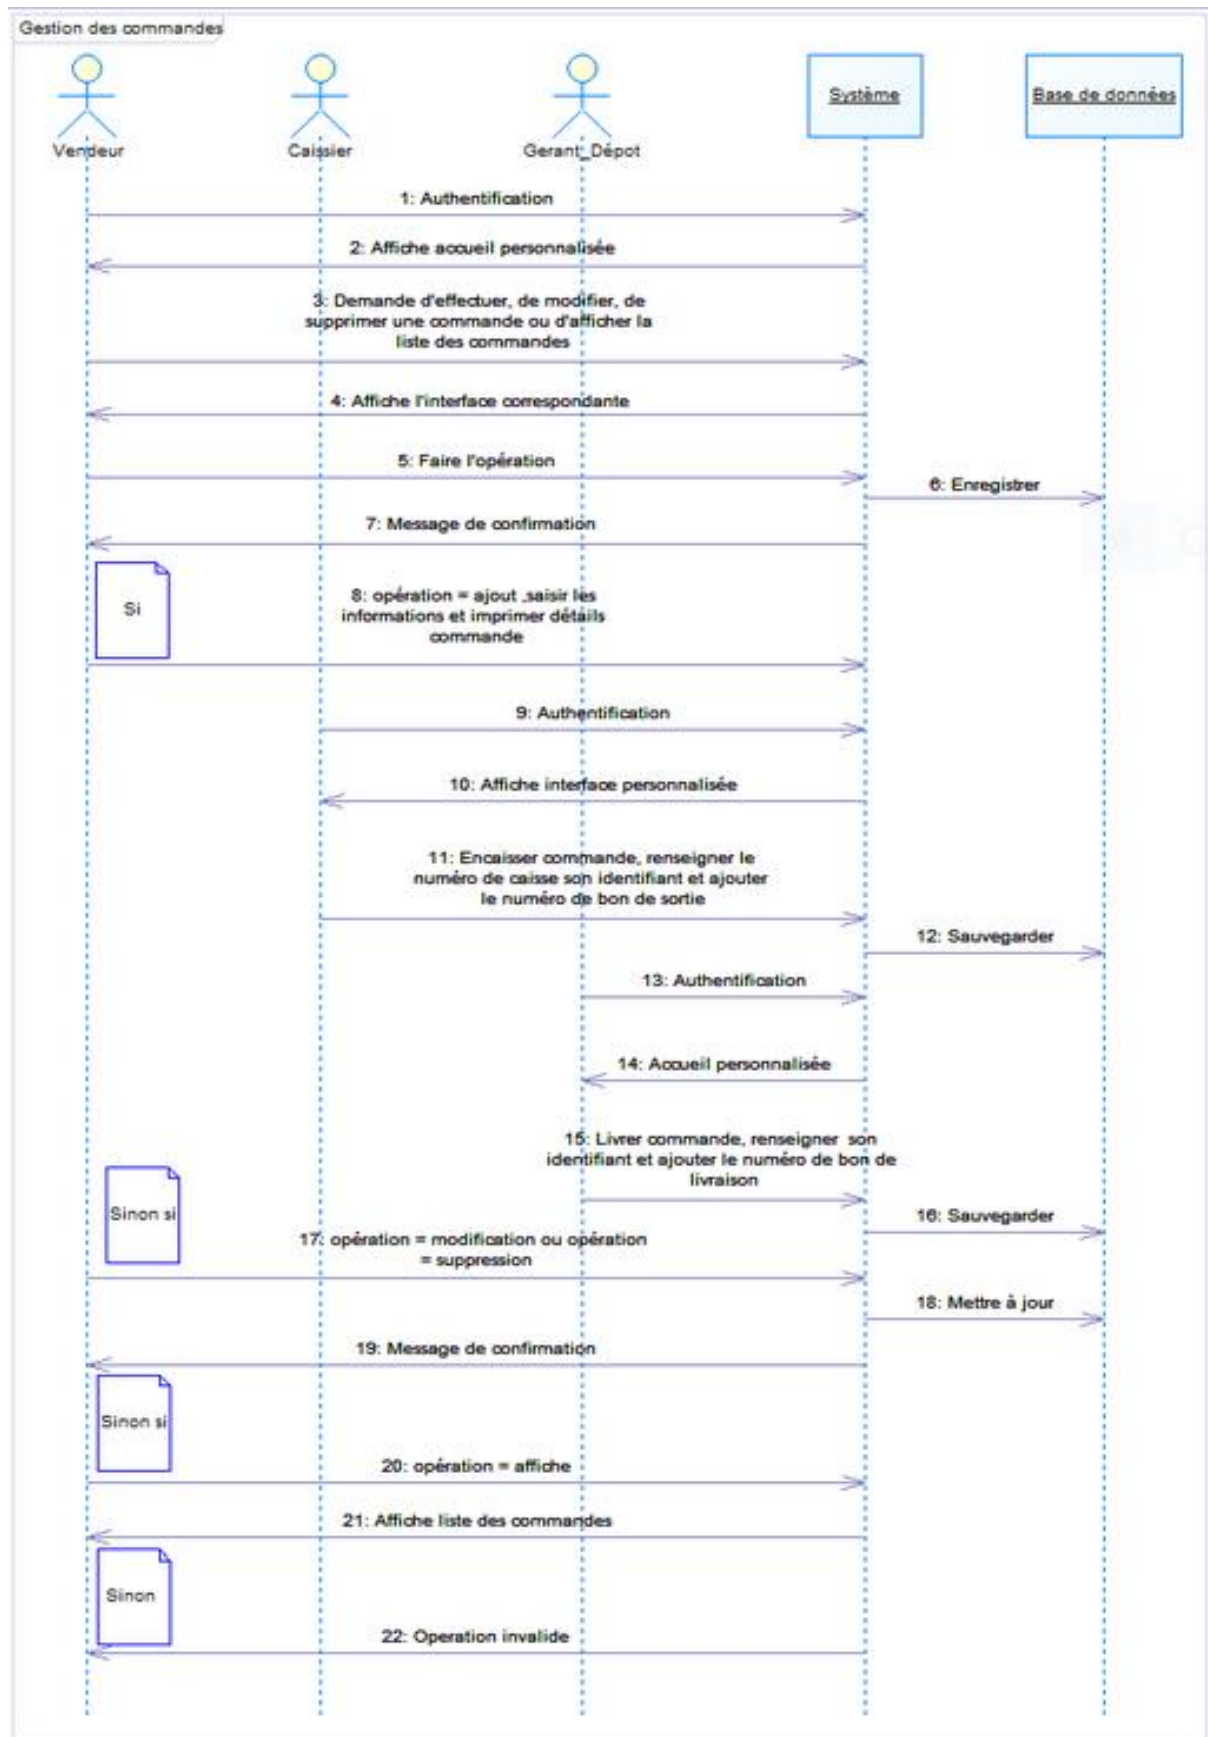 Gestion des commandes
Système
Base de données
Vendeur
Caissier
Gerant_Dépot
1: Authentification
2: Affiche accueil personnalisée
3: Demande d'effectuer, de modifier, de
supprimer une commande ou d'afficher la
liste des commandes
4: Affiche l'interface correspondante
5: Faire l'opération
6: Enregistrer
7: Message de confirmation
Si
8: opération = ajout ,saisir les
informations et imprimer détails
commande
9: Authentification
10: Affiche interface personnalisée
11: Encaisser commande, renseigner le
numéro de caisse son identifiant et ajouter
le numéro de bon de sortie
12: Sauvegarder
13: Authentification
14: Accueil personnalisée
15: Livrer commande, renseigner son
identifiant et ajouter le numéro de bon de
livraison
Sinon si
16: Sauvegarder
17: opération = modification ou opération
= suppression
18: Mettre à jour
19: Message de confirmation
Sinon si
20: opération = affiche
21: Affiche liste des commandes
Sinon
22: Operation invalide